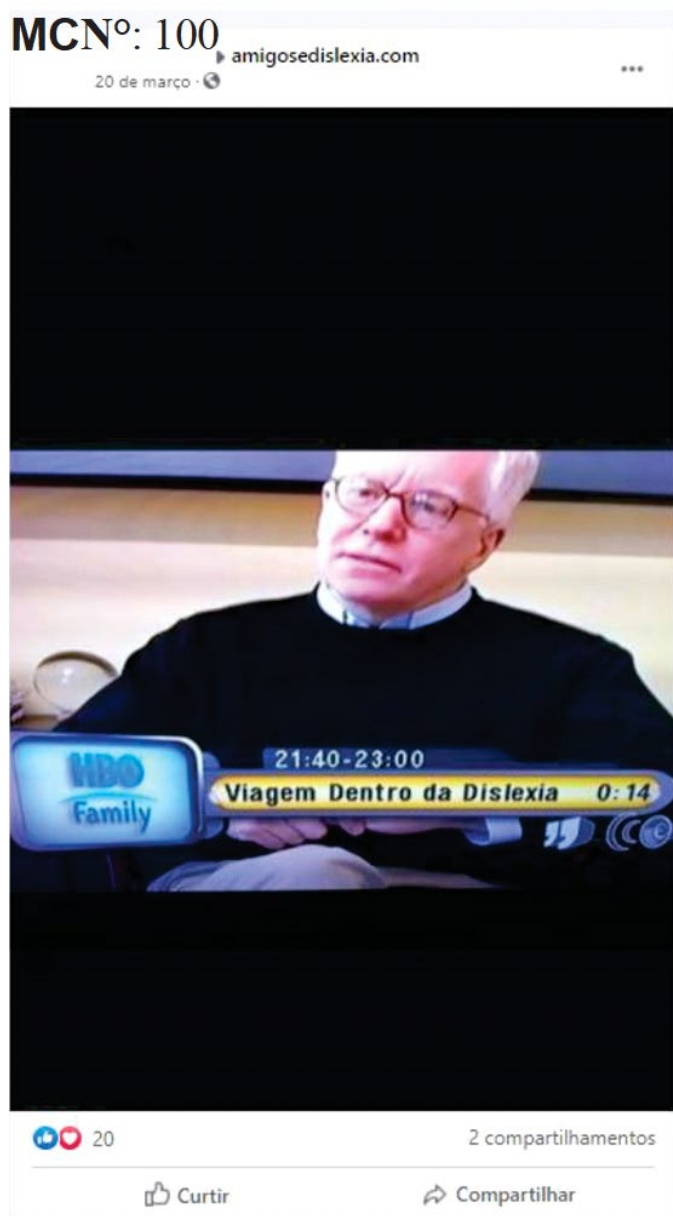 MCN°: 100
amigosedislexia.com
20 de março
21:40-23:00
HBO
Family
Viagem Dentro da Dislexia 0:14
20
2 compartilhamentos
Curtir
Compartilhar